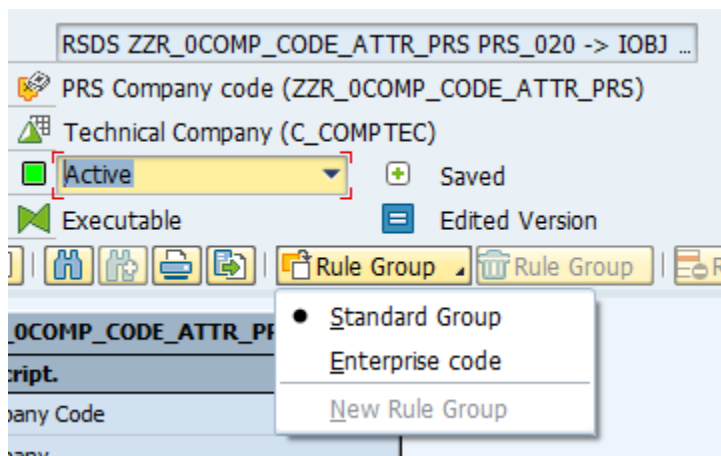 RSDS ZZR_0COMP_CODE_ATTR_PRS PRS_020 -> IOBJ ...
PRS Company code (ZZR_0COMP_CODE_ATTR_PRS)
Technical Company (C_COMPTEC)
Active Saved
Executable Edited Version
Rule Group Rule Group R
Standard Group
_0COMP_CODE_ATTR_PR
Enterprise code
cript.
New Rule Group
pany Code